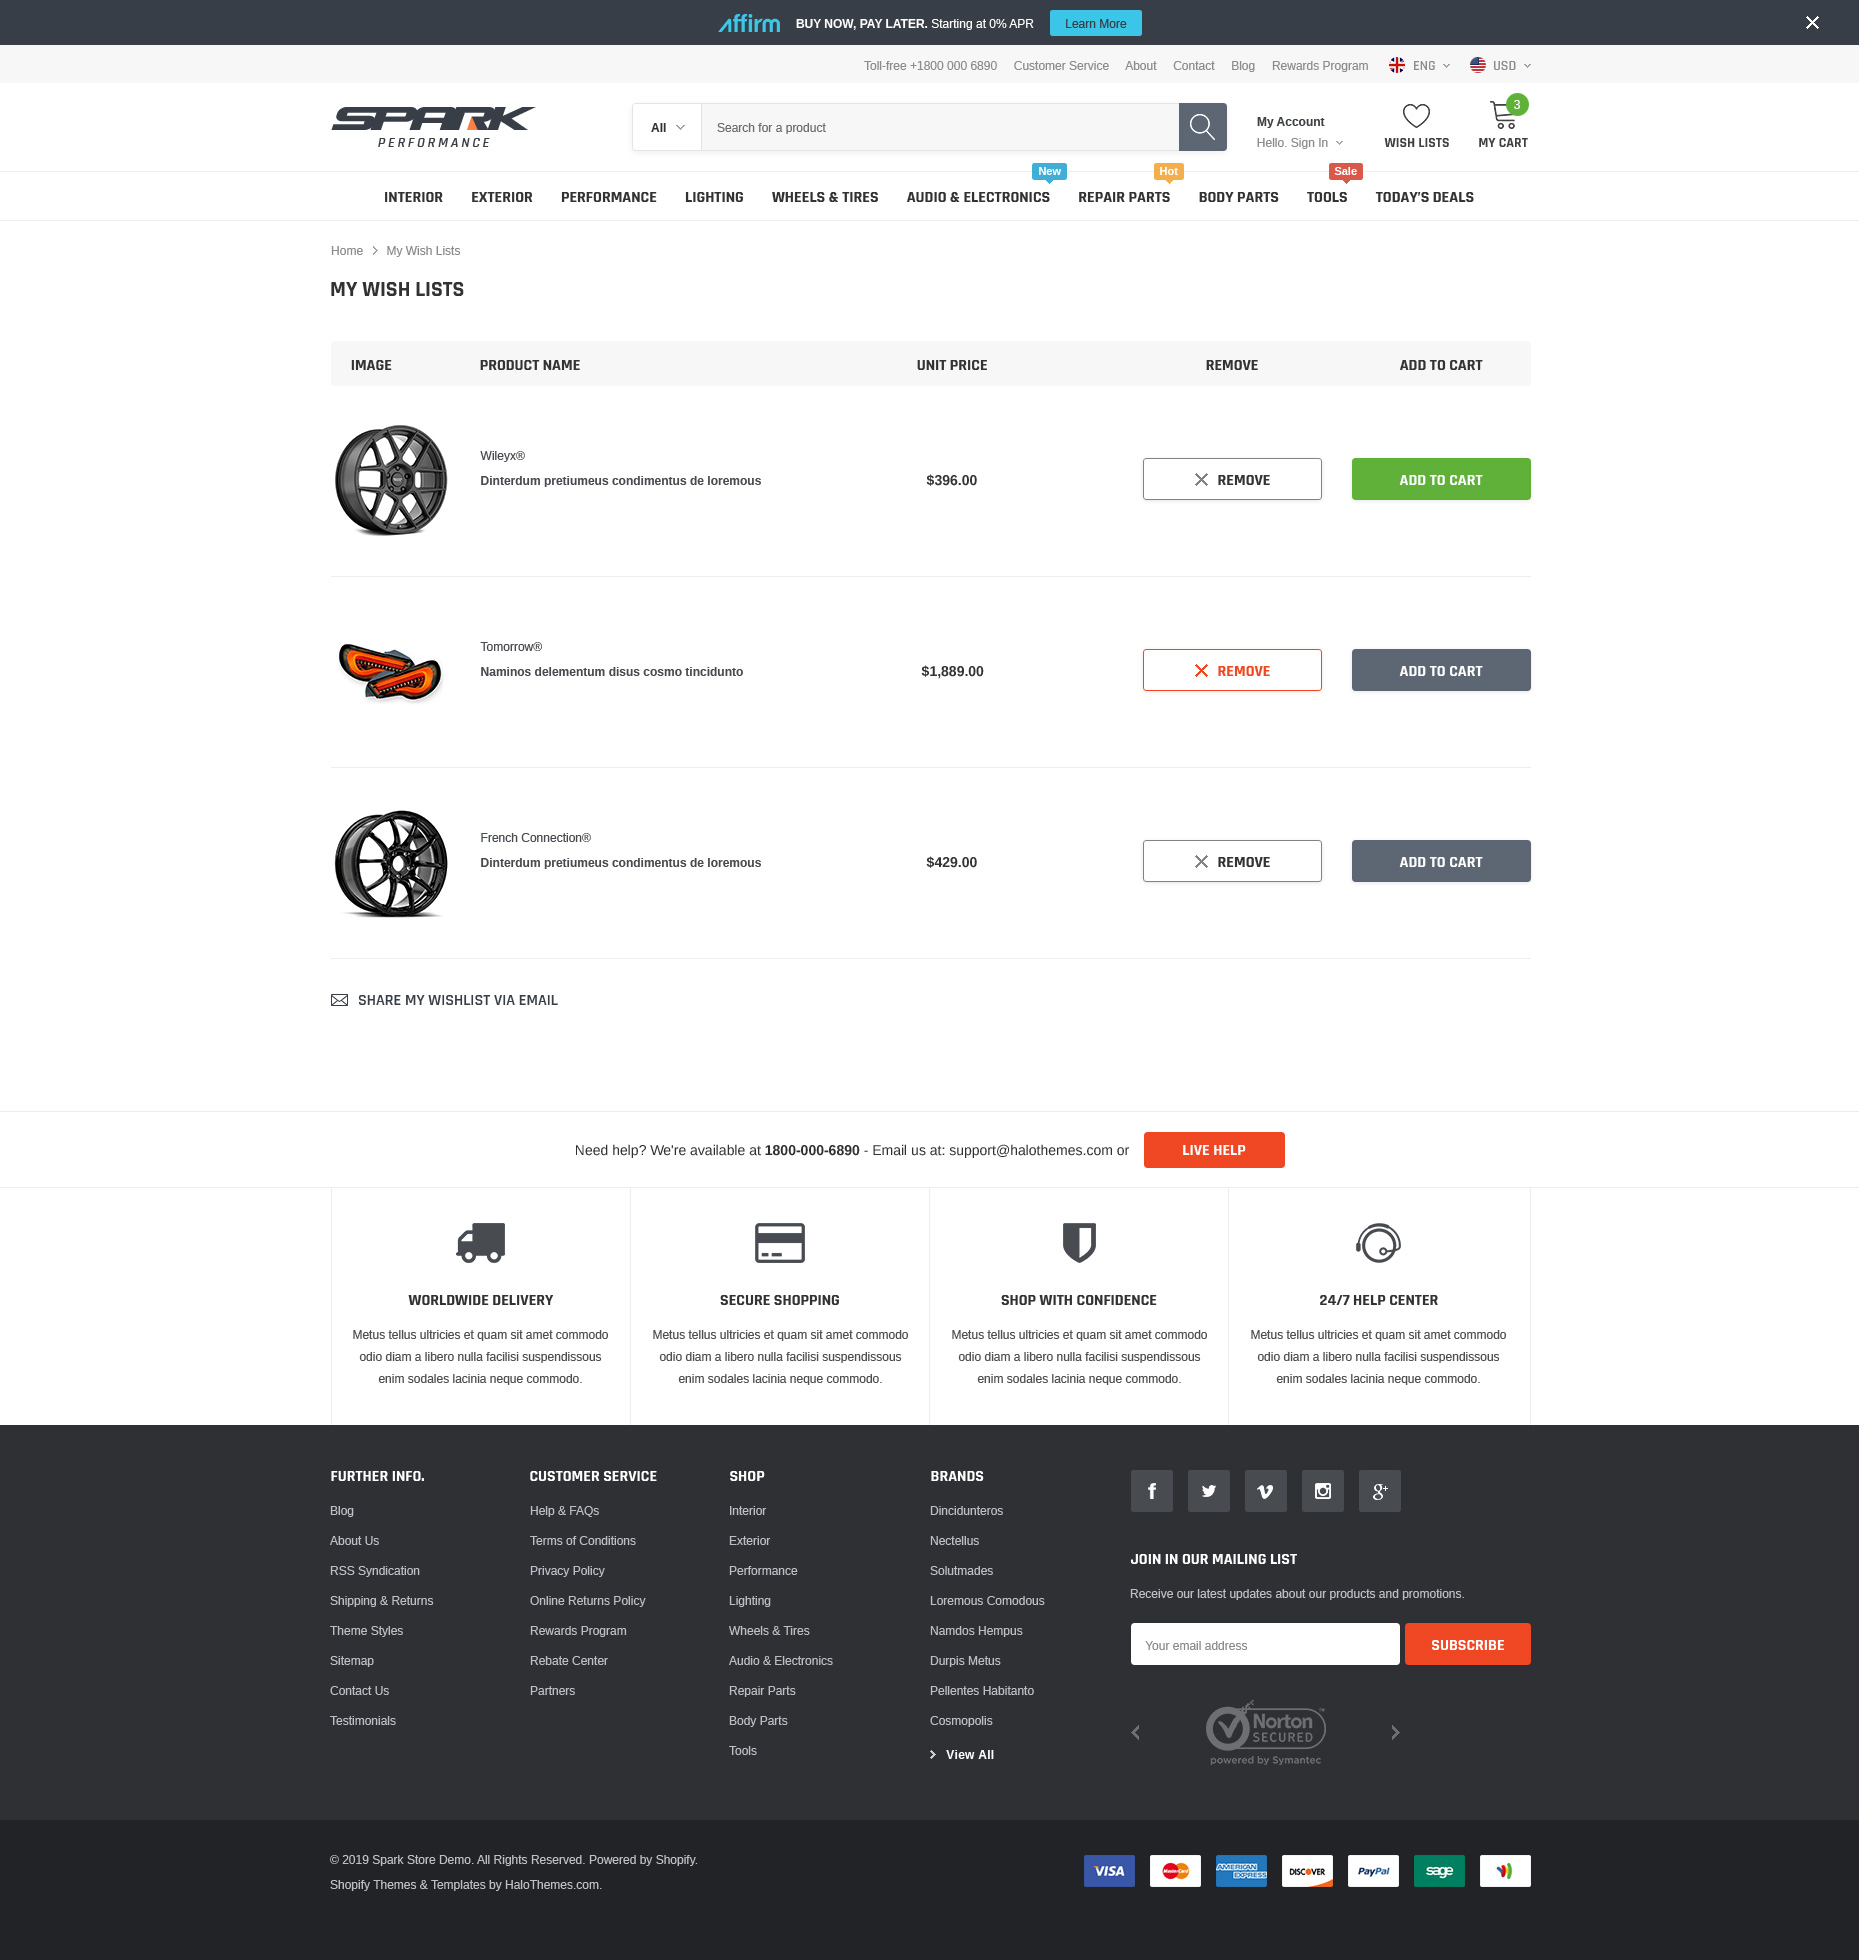 affirm BUY NOW, PAY LATER. Starting at 0% APR Learn More
Toll-free +1800 000 6890 Customer Service About Contact Blog Rewards Program ENG USD
SPARK
PERFORMANCE
All Search for a product
My Account
Hello. Sign In
WISH LISTS
3
MY CART
New Hot Sale
INTERIOR EXTERIOR PERFORMANCE LIGHTING WHEELS & TIRES AUDIO & ELECTRONICS REPAIR PARTS BODY PARTS TOOLS TODAY’S DEALS
Home My Wish Lists
MY WISH LISTS
IMAGE PRODUCT NAME UNIT PRICE REMOVE ADD TO CART
Wileyx®
Dinterdum pretiumeus condimentus de loremous $396.00 REMOVE ADD TO CART
Tomorrow®
Naminos delementum disus cosmo tincidunto $1,889.00 REMOVE ADD TO CART
French Connection®
Dinterdum pretiumeus condimentus de loremous $429.00 REMOVE ADD TO CART
SHARE MY WISHLIST VIA EMAIL
Need help? We're available at 1800-000-6890 - Email us at: support@halothemes.com or LIVE HELP
WORLDWIDE DELIVERY
Metus tellus ultricies et quam sit amet commodo
odio diam a libero nulla facilisi suspendissous
enim sodales lacinia neque commodo.
SECURE SHOPPING
Metus tellus ultricies et quam sit amet commodo
odio diam a libero nulla facilisi suspendissous
enim sodales lacinia neque commodo.
SHOP WITH CONFIDENCE
Metus tellus ultricies et quam sit amet commodo
odio diam a libero nulla facilisi suspendissous
enim sodales lacinia neque commodo.
24/7 HELP CENTER
Metus tellus ultricies et quam sit amet commodo
odio diam a libero nulla facilisi suspendissous
enim sodales lacinia neque commodo.
FURTHER INFO.
Blog
About Us
RSS Syndication
Shipping & Returns
Theme Styles
Sitemap
Contact Us
Testimonials
CUSTOMER SERVICE
Help & FAQs
Terms of Conditions
Privacy Policy
Online Returns Policy
Rewards Program
Rebate Center
Partners
SHOP
Interior
Exterior
Performance
Lighting
Wheels & Tires
Audio & Electronics
Repair Parts
Body Parts
Tools
BRANDS
Dincidunteros
Nectellus
Solutmades
Loremous Comodous
Namdos Hempus
Durpis Metus
Pellentes Habitanto
Cosmopolis
View All
JOIN IN OUR MAILING LIST
Receive our latest updates about our products and promotions.
Your email address SUBSCRIBE
Norton
SECURED
powered by Symantec
© 2019 Spark Store Demo. All Rights Reserved. Powered by Shopify.
Shopify Themes & Templates by HaloThemes.com.
VISA MasterCard AMERICAN EXPRESS DISCOVER PayPal sage